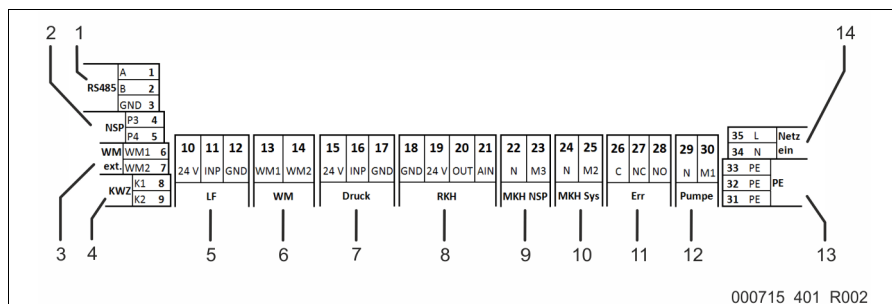 2 1 14
A 1
RS485 B 2
GND 3
NSP P3 4
P4 5
WM ext. WM1 6
WM2 7
KWZ K1 8
K2 9
10 11 12 13 14 15 16 17 18 19 20 21 22 23 24 25 26 27 28 29 30
24 V INP GND WM1 WM2 24 V INP GND GND 24 V OUT AIN N M3 N M2 C NC NO N M1
LF WM Druck RKH MKH NSP MKH Sys Err Pumpe
35 L Netz
34 N ein
33 PE
32 PE PE
31 PE
3 4 5 6 7 8 9 10 11 12 13
000715_401_R002